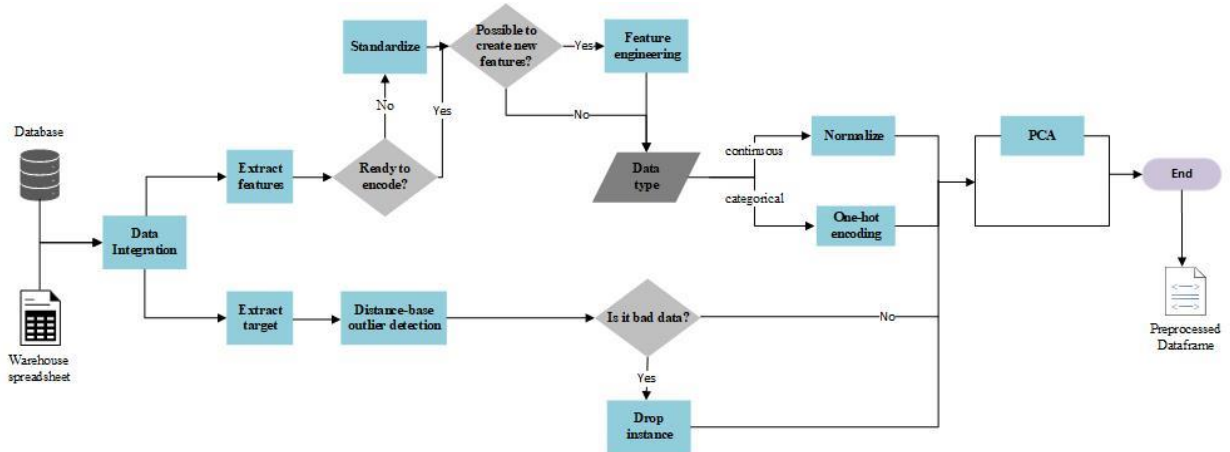 Database
Warehouse
spreadsheet
Data
Integration
Extract
features
Ready to
encode?
No
Yes
Standardize
Possible to
create new
features?
Yes
No
Feature
engineering
Data
type
continuous
categorical
Normalize
One-hot
encoding
Extract
target
Distance-base
outlier detection
Is it bad data?
No
Yes
Drop
instance
PCA
End
Preprocessed
Dataframe